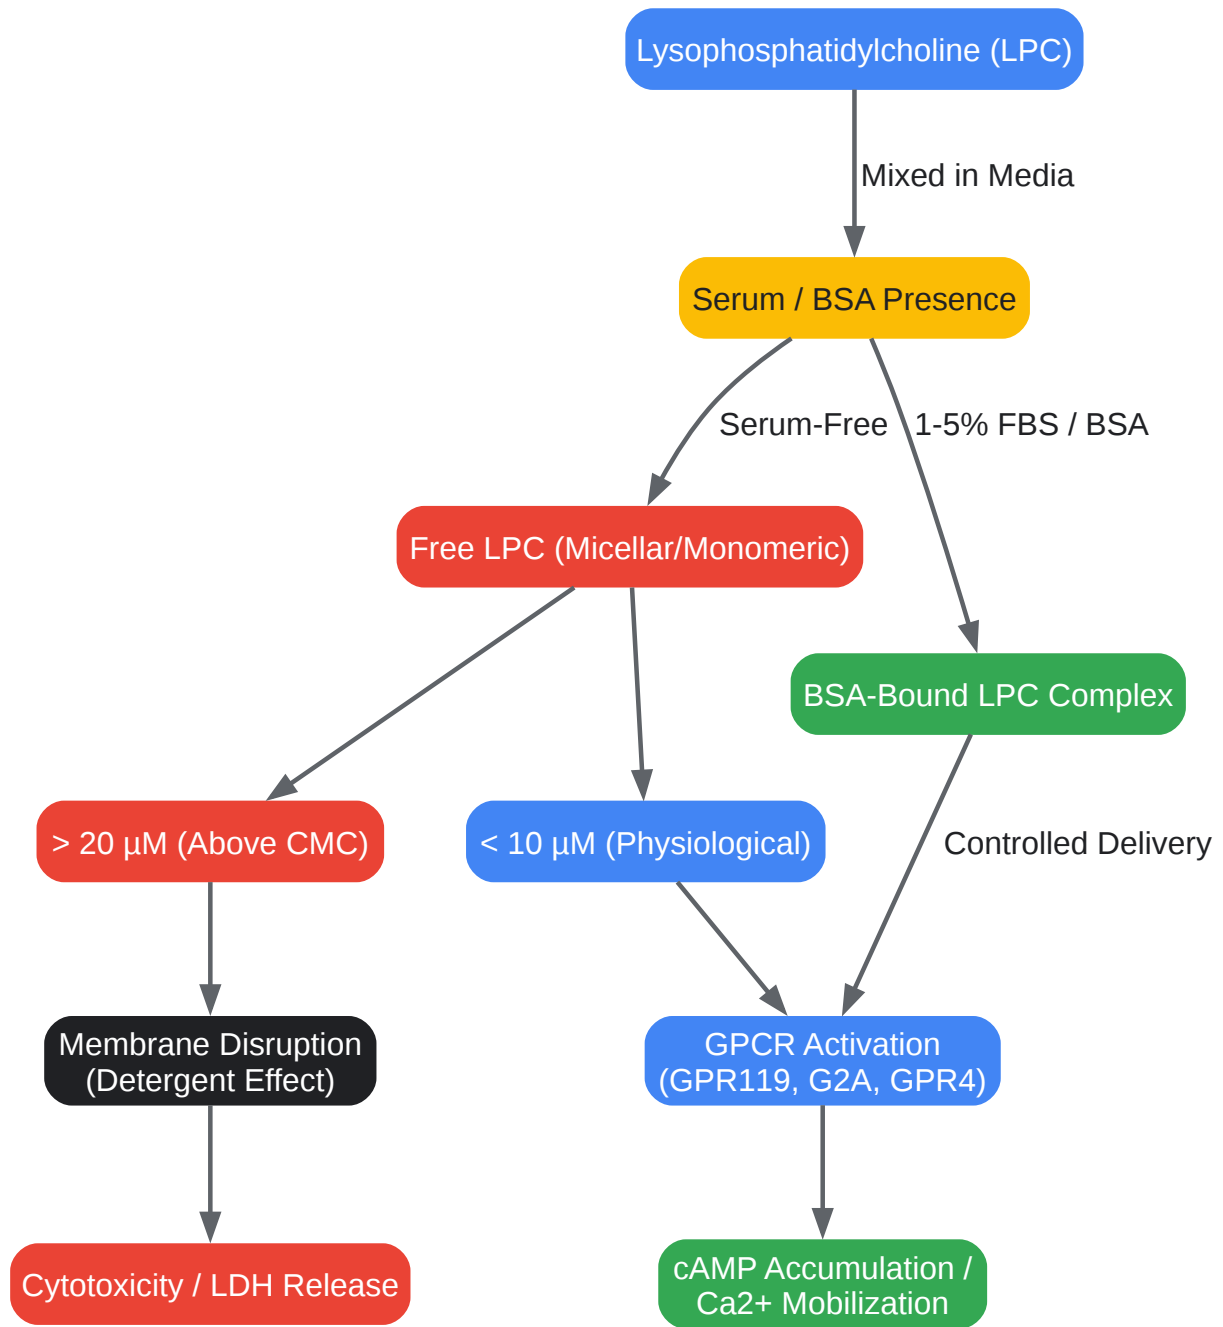 Lysophosphatidylcholine (LPC)
Mixed in Media
Serum / BSA Presence
Serum-Free
1-5% FBS / BSA
Free LPC (Micellar/Monomeric)
BSA-Bound LPC Complex
> 20 µM (Above CMC)
< 10 µM (Physiological)
Controlled Delivery
Membrane Disruption
(Detergent Effect)
GPCR Activation
(GPR119, G2A, GPR4)
Cytotoxicity / LDH Release
cAMP Accumulation /
Ca2+ Mobilization